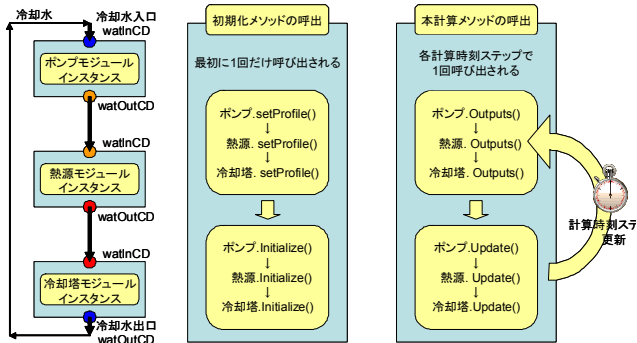 冷却水
冷却水入口
watInCD
ポンプモジュール
インスタンス
watOutCD
watInCD
熱源モジュール
インスタンス
watOutCD
watInCD
冷却塔モジュール
インスタンス
冷却水出口
watOutCD
初期化メソッドの呼出
最初に1回だけ呼び出される
ポンプ.setProfile()
↓
熱源. setProfile()
↓
冷却塔. setProfile()
ポンプ.Initialize()
↓
熱源.Initialize()
↓
冷却塔.Initialize()
本計算メソッドの呼出
各計算時刻ステップで
1回呼び出される
ポンプ.Outputs()
↓
熱源. Outputs()
↓
冷却塔. Outputs()
ポンプ.Update()
↓
熱源. Update()
↓
冷却塔.Update()
計算時刻ステ
更新